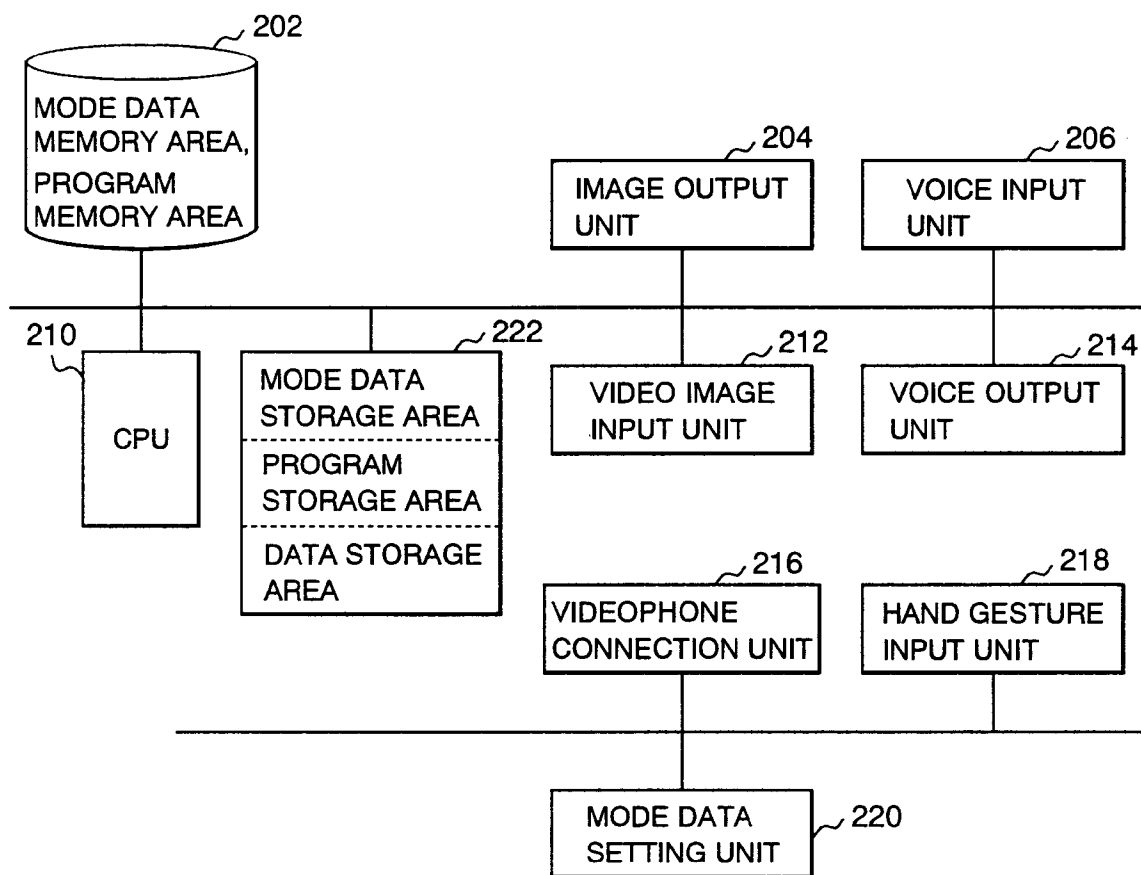 202
MODE DATA
MEMORY AREA,
PROGRAM
MEMORY AREA
204
IMAGE OUTPUT
UNIT
206
VOICE INPUT
UNIT
210
CPU
222
MODE DATA
STORAGE AREA
PROGRAM
STORAGE AREA
DATA STORAGE
AREA
212
VIDEO IMAGE
INPUT UNIT
214
VOICE OUTPUT
UNIT
216
VIDEOPHONE
CONNECTION UNIT
218
HAND GESTURE
INPUT UNIT
MODE DATA
SETTING UNIT
220